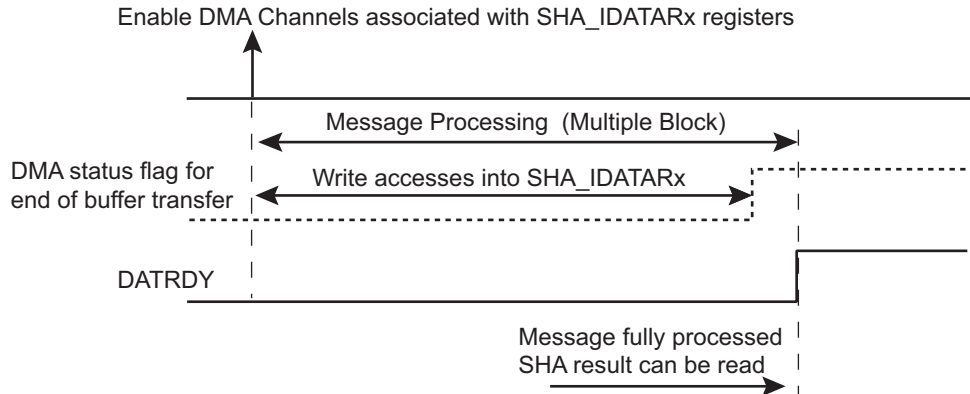 Enable DMA Channels associated with SHA_IDATARx registers
Message Processing (Multiple Block)
DMA status flag for
end of buffer transfer
Write accesses into SHA_IDATARx
DATRDY
Message fully processed
SHA result can be read